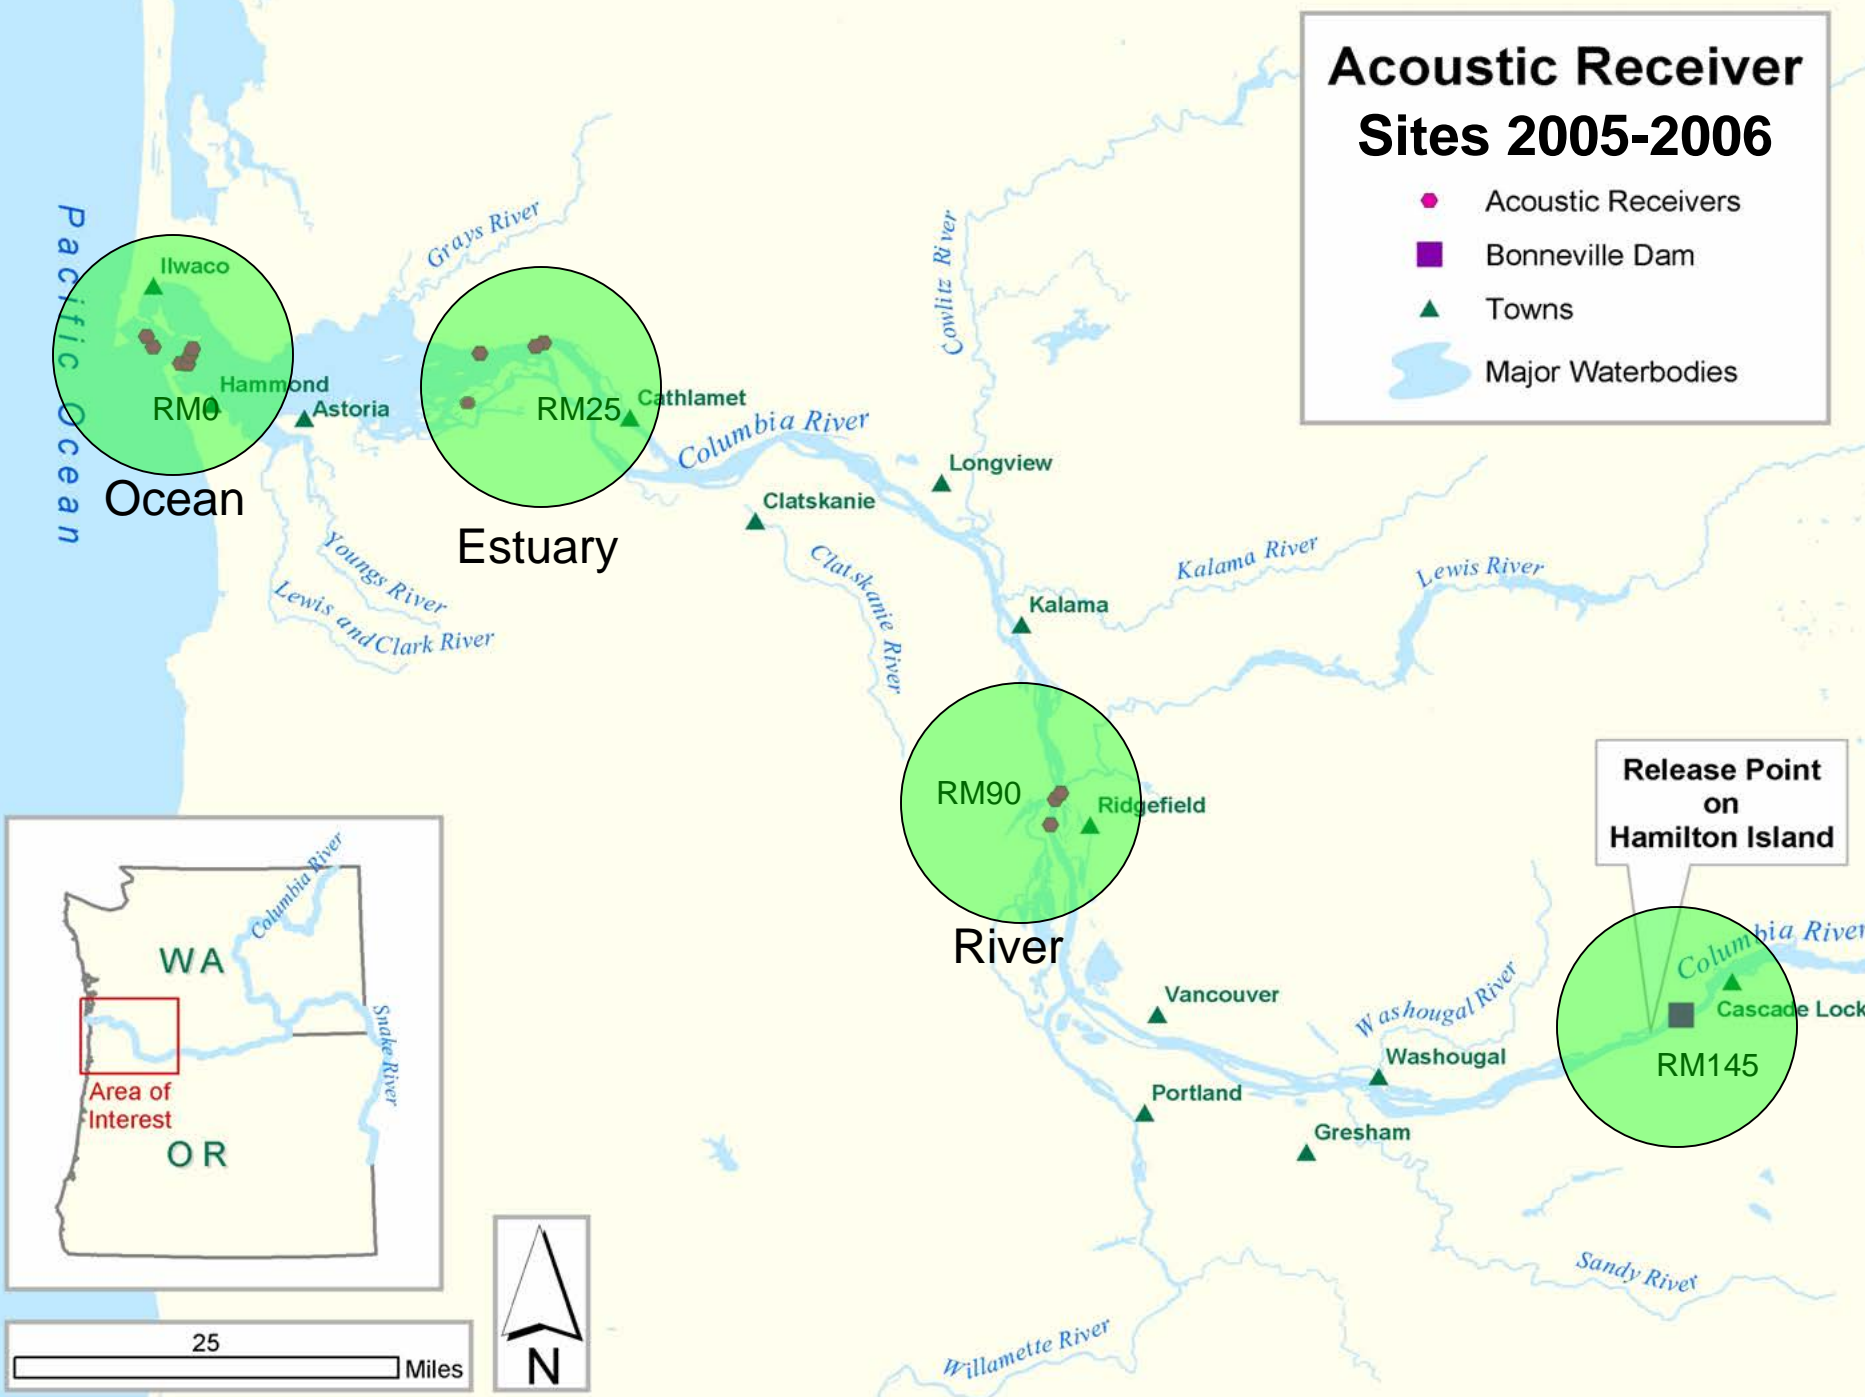 Acoustic Receiver
Sites 2005-2006
Acoustic Receivers
Bonneville Dam
Towns
Major Waterbodies
Pacific Ocean
Ilwaco
Hammond
RM0
Astoria
Ocean
Grays River
RM25
Cathlamet
Estuary
Columbia River
Cowlitz River
Longview
Clatskanie
Clatskanie River
Youngs River
Lewis and Clark River
Kalama River
Lewis River
Kalama
RM90
Ridgefield
River
Release Point
on
Hamilton Island
Columbia River
Cascade Lock
RM145
Vancouver
Washougal River
Washougal
Portland
Gresham
Sandy River
Willamette River
Columbia River
WA
Snake River
Area of
Interest
OR
25
Miles
N